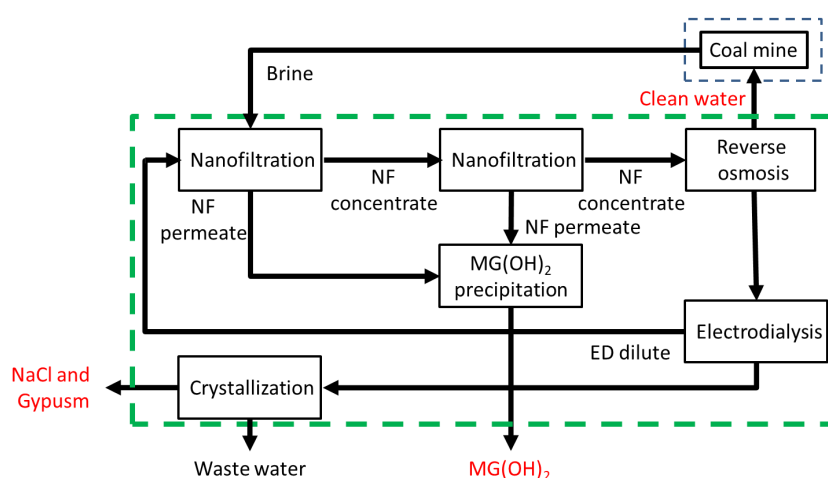 Coal mine
Brine
Clean water
Nanofiltration
Nanofiltration
Reverse
osmosis
NF
concentrate
NF
concentrate
NF
permeate
NF permeate
MG(OH)₂
precipitation
Electrodialysis
ED dilute
NaCl and
Gypusm
Crystallization
Waste water
MG(OH)₂